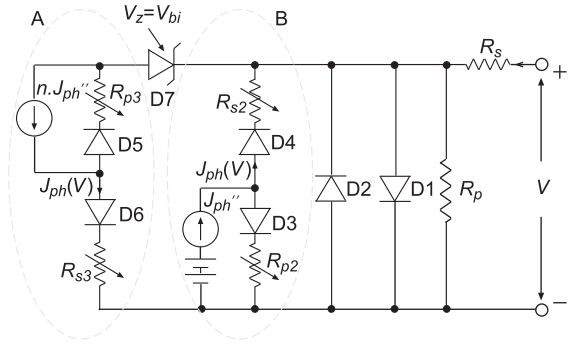 A
V_z=V_bi
B
R_s
+
n.J_ph''
R_p3
D7
R_s2
D5
D4
J_ph(V)
J_ph(V)
D2
D1
R_p
V
J_ph''
D6
D3
R_s3
R_p2
−